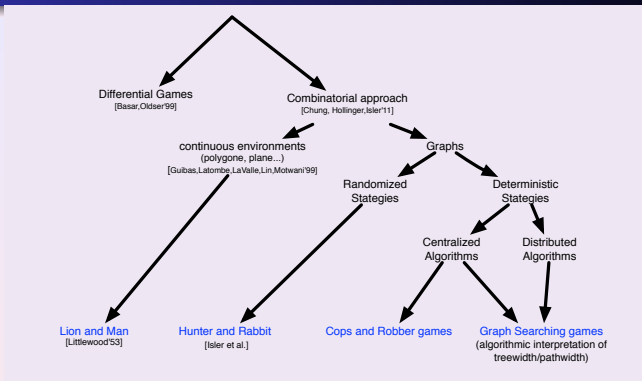 Differential Games
[Basar,Oldser'99]
Combinatorial approach
[Chung, Hollinger,Isler'11]
continuous environments
(polygone, plane...)
[Guibas,Latombe,LaValle,Lin,Motwani'99]
Graphs
Randomized
Stategies
Deterministic
Stategies
Centralized
Algorithms
Distributed
Algorithms
Lion and Man
[Littlewood'53]
Hunter and Rabbit
[Isler et al.]
Cops and Robber games
Graph Searching games
(algorithmic interpretation of
treewidth/pathwidth)